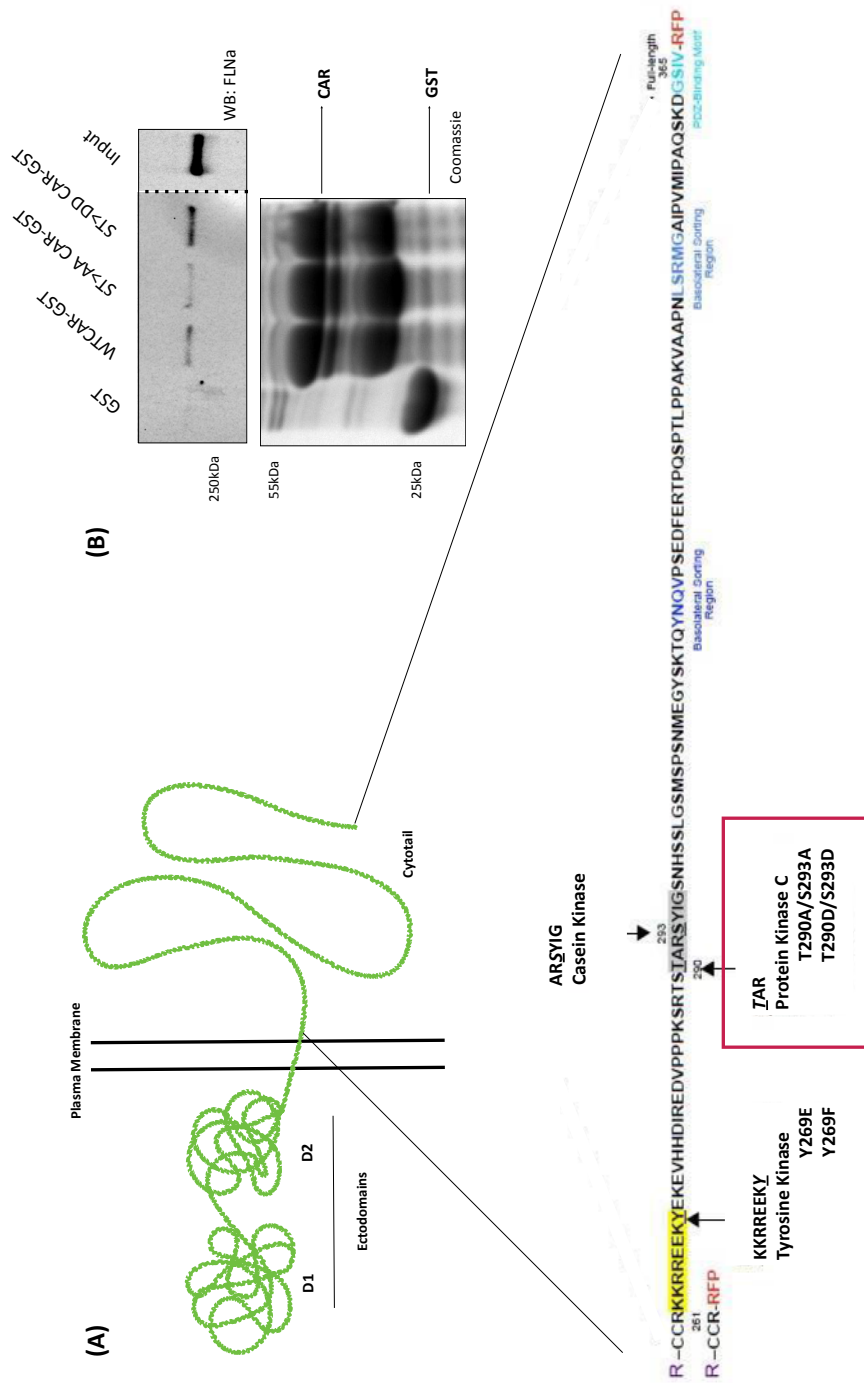 (A)
Plasma Membrane
D1
D2
Ectodomains
Cytotail
(B)
GST
WTCAR-GST
ST>AA CAR-GST
ST>DD CAR-GST
Input
250kDa
WB: FLNa
55kDa
25kDa
CAR
GST
Coomassie
ARSYIG
Casein Kinase
293
Full-length
365
R –CCRKKRREEKYEKEVHHDIREDVPPPKSRTSTARSYIGSNHSSLGSMSPSNMEGYSKTQYNQVPSEDFERTPQSPTLPPAKVAAPNLSRMGAIPVMIPAQSKDGSIV-RFP
261
290
Basolateral Sorting
Region
Basolateral Sorting
Region
PDZ-Binding Motif
R –CCR-RFP
KKRREEKY
Tyrosine Kinase
Y269E
Y269F
TAR
Protein Kinase C
T290A/S293A
T290D/S293D